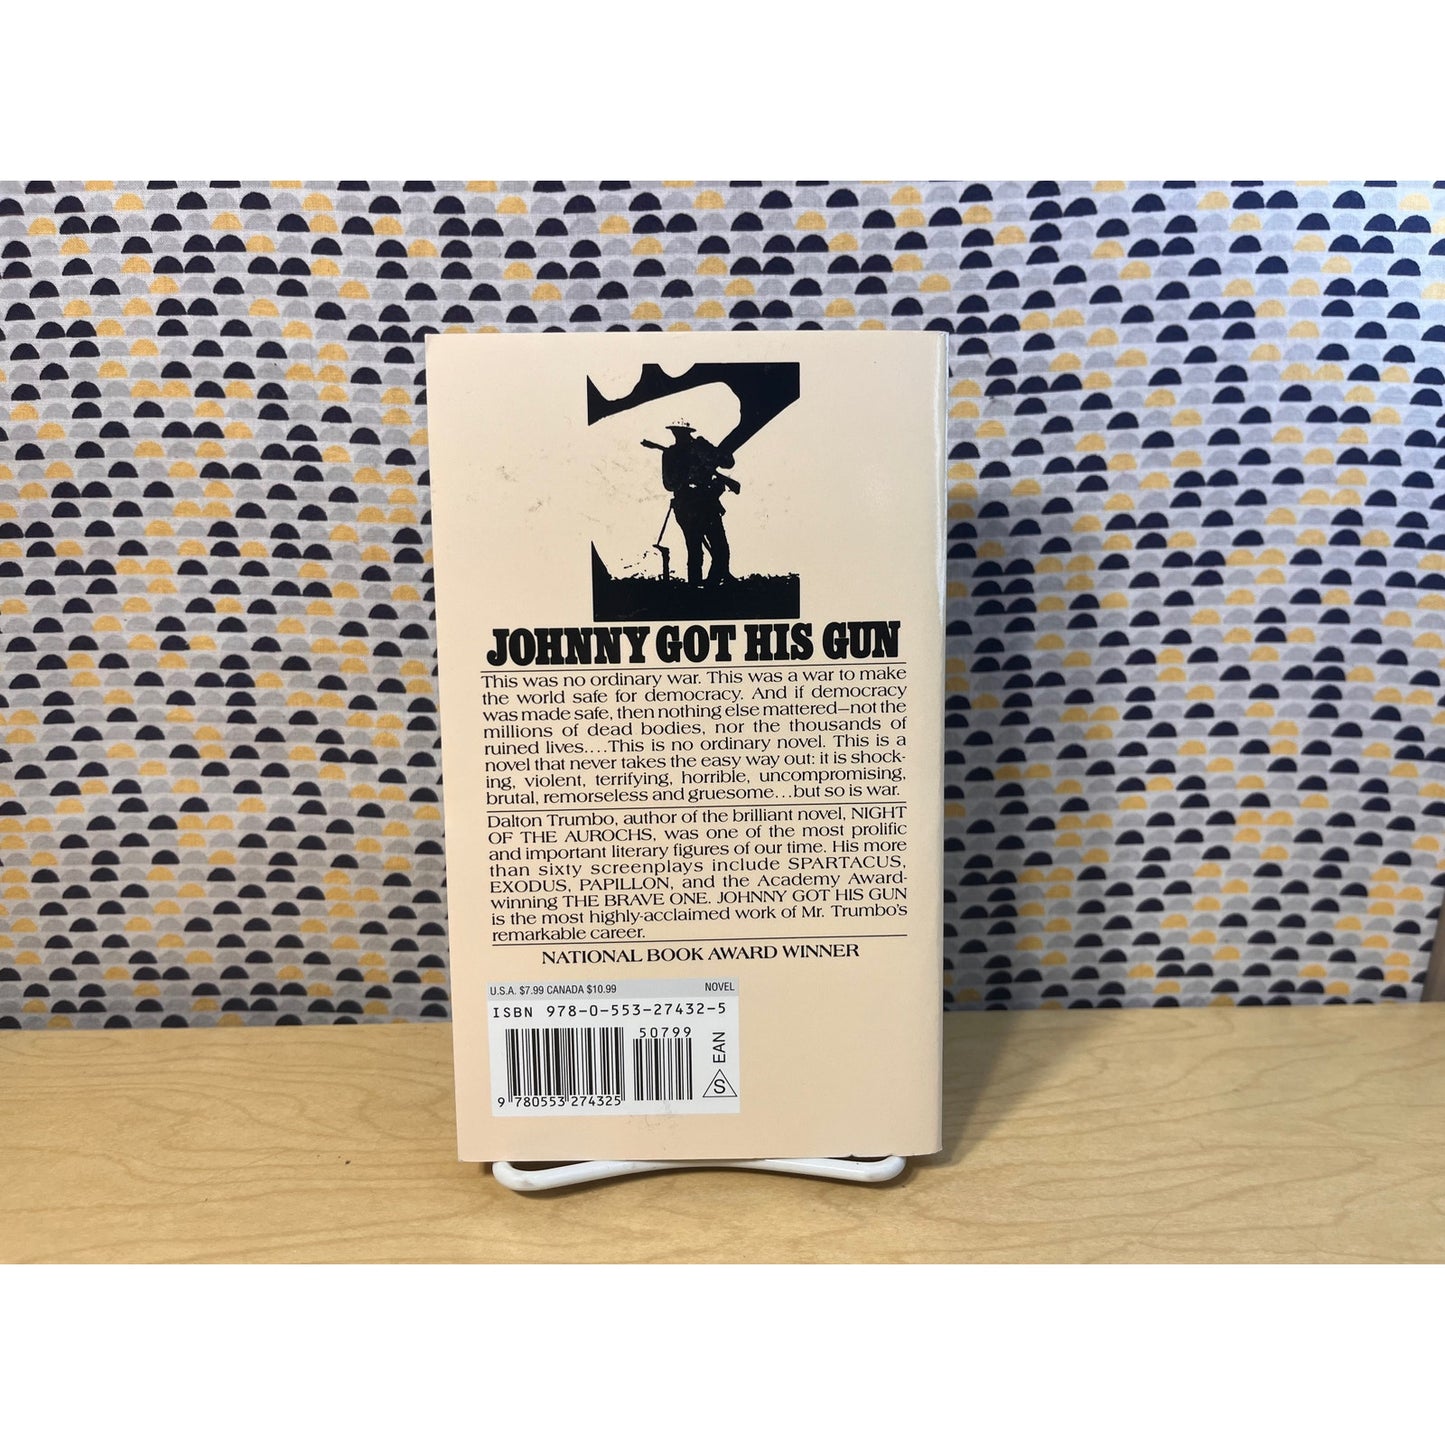 JOHNNY GOT HIS GUN
This was no ordinary war. This was a war to make
the world safe for democracy. And if democracy
was made safe, then nothing else mattered—not the
millions of dead bodies, nor the thousands of
ruined lives....This is no ordinary novel. This is a
novel that never takes the easy way out: it is shock-
ing, violent, terrifying, horrible, uncompromising,
brutal, remorseless and gruesome...but so is war.
Dalton Trumbo, author of the brilliant novel, NIGHT
OF THE AUROCHS, was one of the most prolific
and important literary figures of our time. His more
than sixty screenplays include SPARTACUS,
EXODUS, PAPILLON, and the Academy Award-
winning THE BRAVE ONE. JOHNNY GOT HIS GUN
is the most highly-acclaimed work of Mr. Trumbo's
remarkable career.
NATIONAL BOOK AWARD WINNER
U.S.A. $7.99 CANADA $10.99 NOVEL
ISBN 978-0-553-27432-5
50799
EAN
S
9 780553 274325